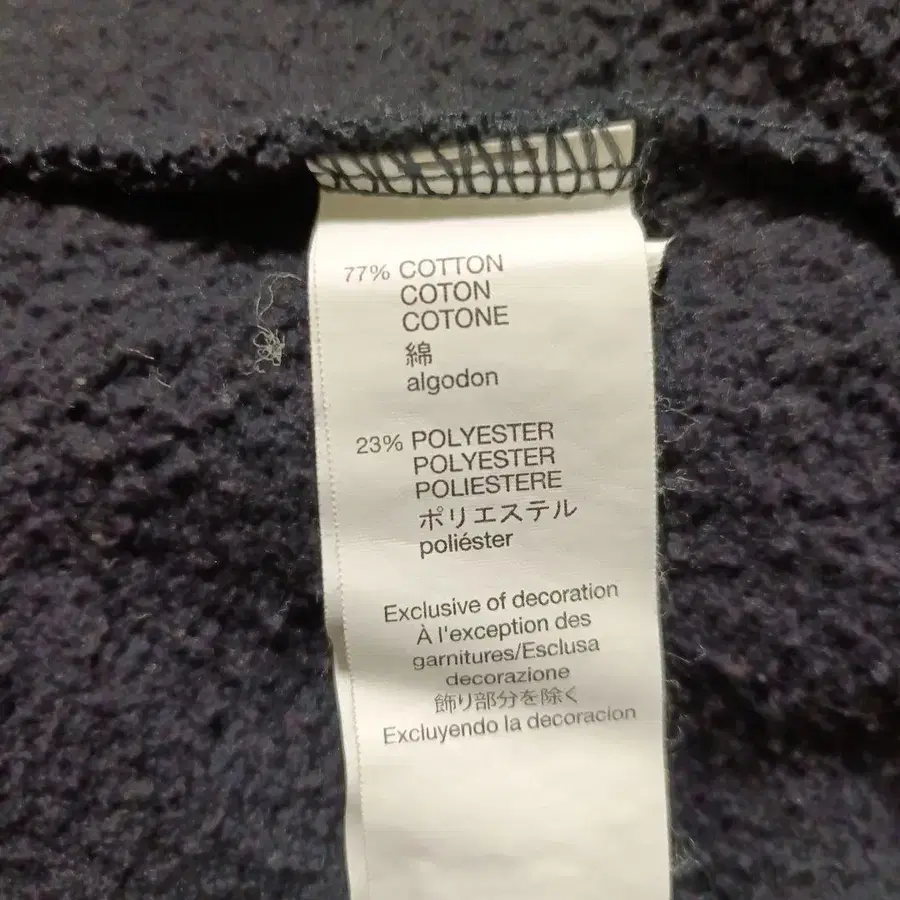 77% COTTON
COTON
COTONE
綿
algodon
23% POLYESTER
POLYESTER
POLIESTERE
ポリエステル
poliéster
Exclusive of decoration
À l'exception des
garnitures/Esclusa
decorazione
飾り部分を除く
Excluyendo la decoracion